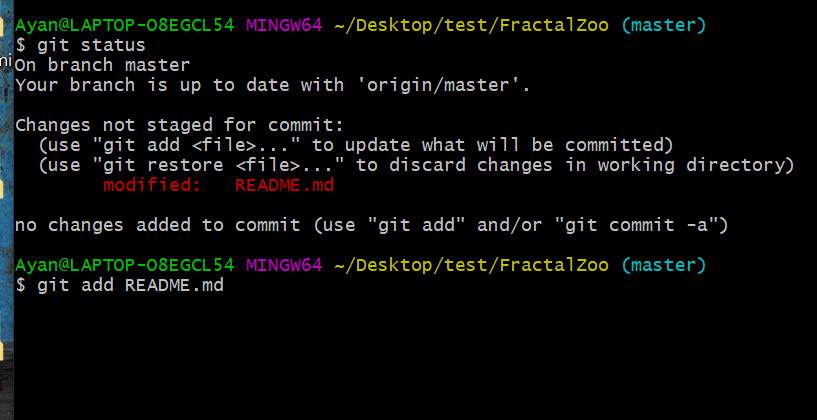 Ayan@LAPTOP-O8EGCL54 MINGW64 ~/Desktop/test/FractalZoo (master)
$ git status
On branch master
Your branch is up to date with 'origin/master'.

Changes not staged for commit:
  (use "git add <file>..." to update what will be committed)
  (use "git restore <file>..." to discard changes in working directory)
        modified:   README.md

no changes added to commit (use "git add" and/or "git commit -a")

Ayan@LAPTOP-O8EGCL54 MINGW64 ~/Desktop/test/FractalZoo (master)
$ git add README.md